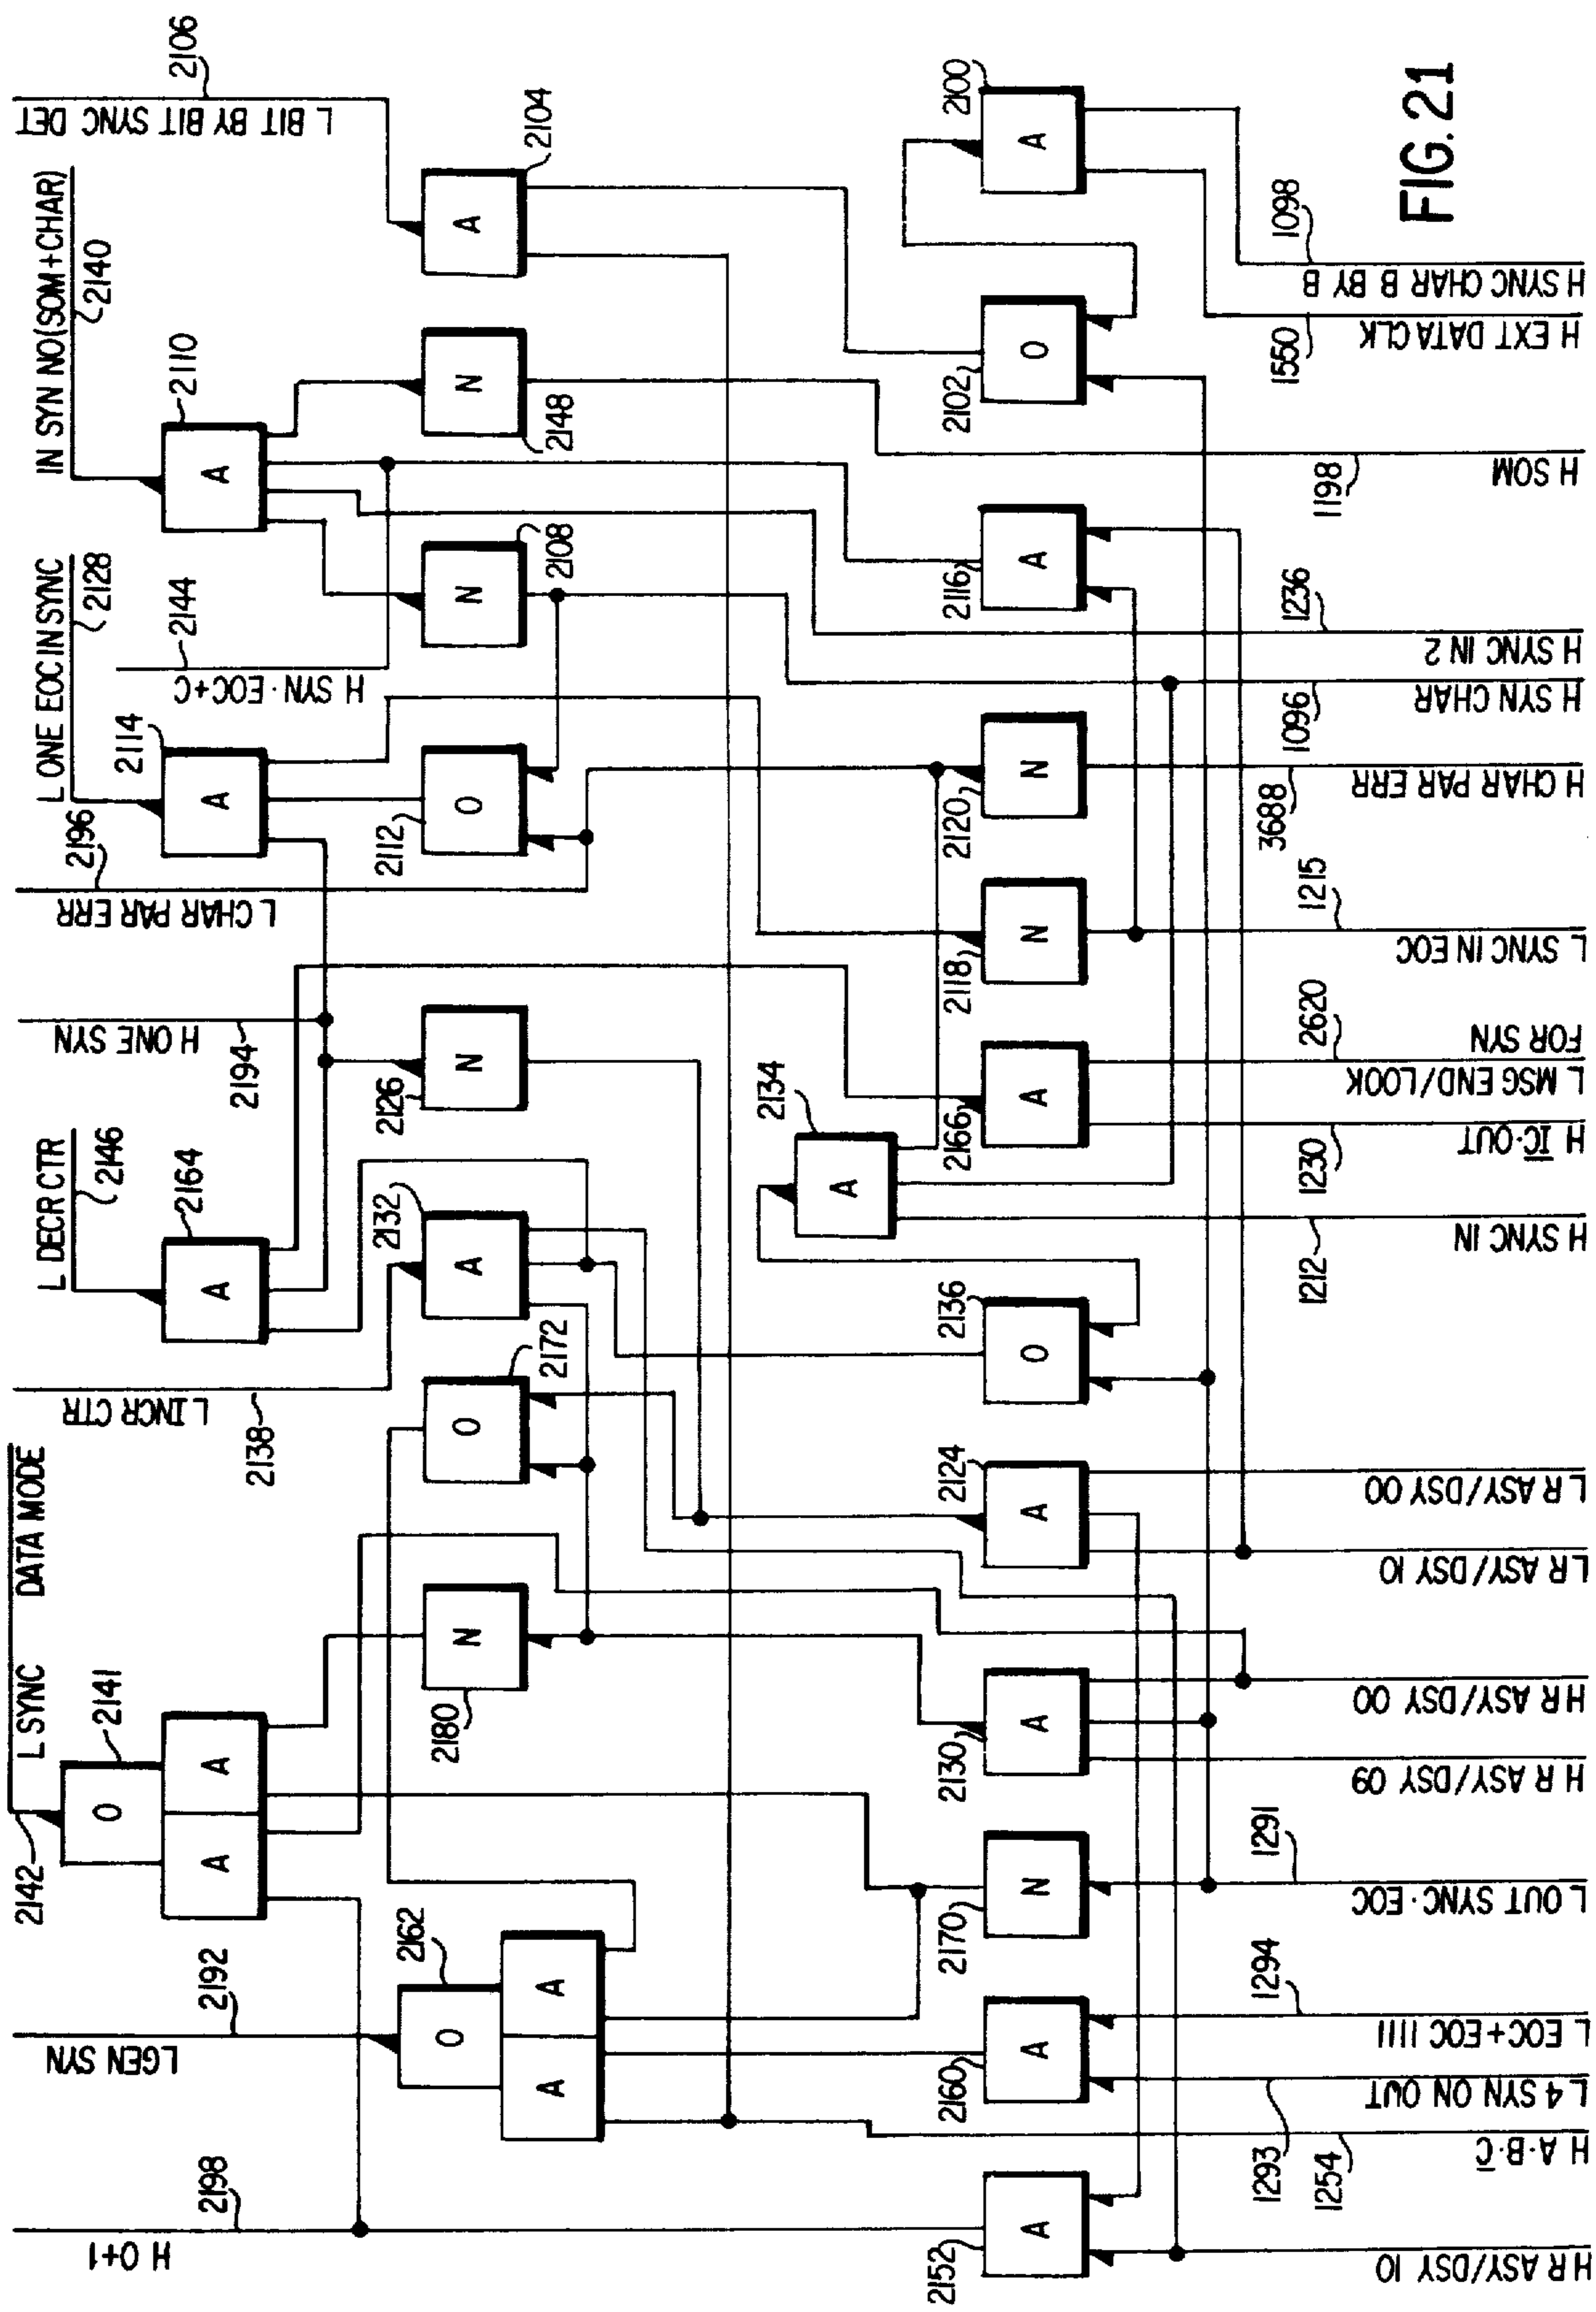 L BIT BY BIT SYNC DET
2106
IN SYN NO(SOM+CHAR)
2140
2110
A
2104
A
N
2148
L ONE EOC IN SYNC
2128
2144
H SYN·EOC+C
N
2108
2114
A
2196
L CHAR PAR ERR
2112
O
H ONE SYN
2194
2126
N
L DECR CTR
2146
2164
A
2132
A
L INCR CTR
2138
2172
O
L SYNC DATA MODE
2142
2141
O
A
A
2180
N
2192
L GEN SYN
2162
O
A
A
2198
H 0+1
2100
A
2102
O
2116
A
2120
N
2118
N
2134
A
2166
A
2136
O
2124
A
2130
A
2170
N
2160
A
2152
A
1098
H SYNC CHAR B BY B
1550
H EXT DATA CLK
1198
H SOM
1236
H SYNC IN 2
1096
H SYN CHAR
3688
H CHAR PAR ERR
1215
L SYNC IN EOC
2620
L MSG END/LOOK
FOR SYN
1230
H I̅C̅·OUT
1212
H SYNC IN
L R ASY/DSY 00
L R ASY/DSY 10
H R ASY/DSY 00
H R ASY/DSY 09
1291
L OUT SYNC·EOC
1294
L EOC+EOC 1111
1293
L 4 SYN ON OUT
1254
H A·B·C̅
H R ASY/DSY 10
FIG. 21